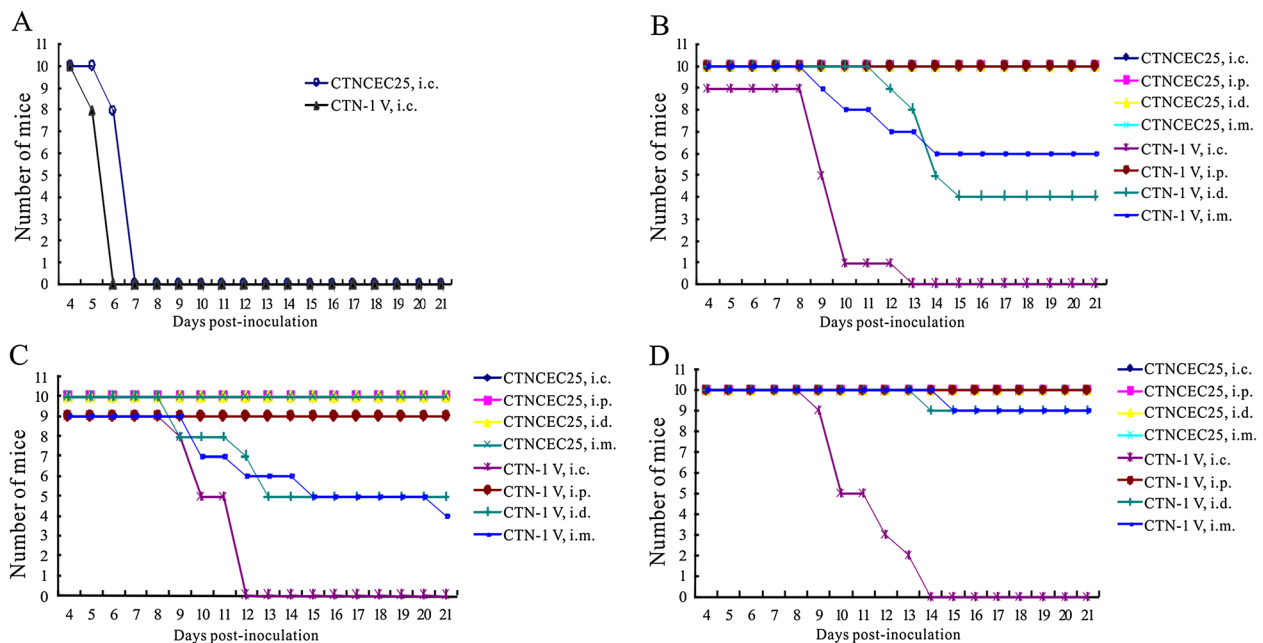 A
Number of mice
11
10
9
8
7
6
5
4
3
2
1
0
4 5 6 7 8 9 10 11 12 13 14 15 16 17 18 19 20 21
Days post-inoculation
CTNCEC25, i.c.
CTN-1 V, i.c.
B
Number of mice
11
10
9
8
7
6
5
4
3
2
1
0
4 5 6 7 8 9 10 11 12 13 14 15 16 17 18 19 20 21
Days post-inoculation
CTNCEC25, i.c.
CTNCEC25, i.p.
CTNCEC25, i.d.
CTNCEC25, i.m.
CTN-1 V, i.c.
CTN-1 V, i.p.
CTN-1 V, i.d.
CTN-1 V, i.m.
C
Number of mice
11
10
9
8
7
6
5
4
3
2
1
0
4 5 6 7 8 9 10 11 12 13 14 15 16 17 18 19 20 21
Days post-inoculation
CTNCEC25, i.c.
CTNCEC25, i.p.
CTNCEC25, i.d.
CTNCEC25, i.m.
CTN-1 V, i.c.
CTN-1 V, i.p.
CTN-1 V, i.d.
CTN-1 V, i.m.
D
Number of mice
11
10
9
8
7
6
5
4
3
2
1
0
4 5 6 7 8 9 10 11 12 13 14 15 16 17 18 19 20 21
Days post-inoculation
CTNCEC25, i.c.
CTNCEC25, i.p.
CTNCEC25, i.d.
CTNCEC25, i.m.
CTN-1 V, i.c.
CTN-1 V, i.p.
CTN-1 V, i.d.
CTN-1 V, i.m.